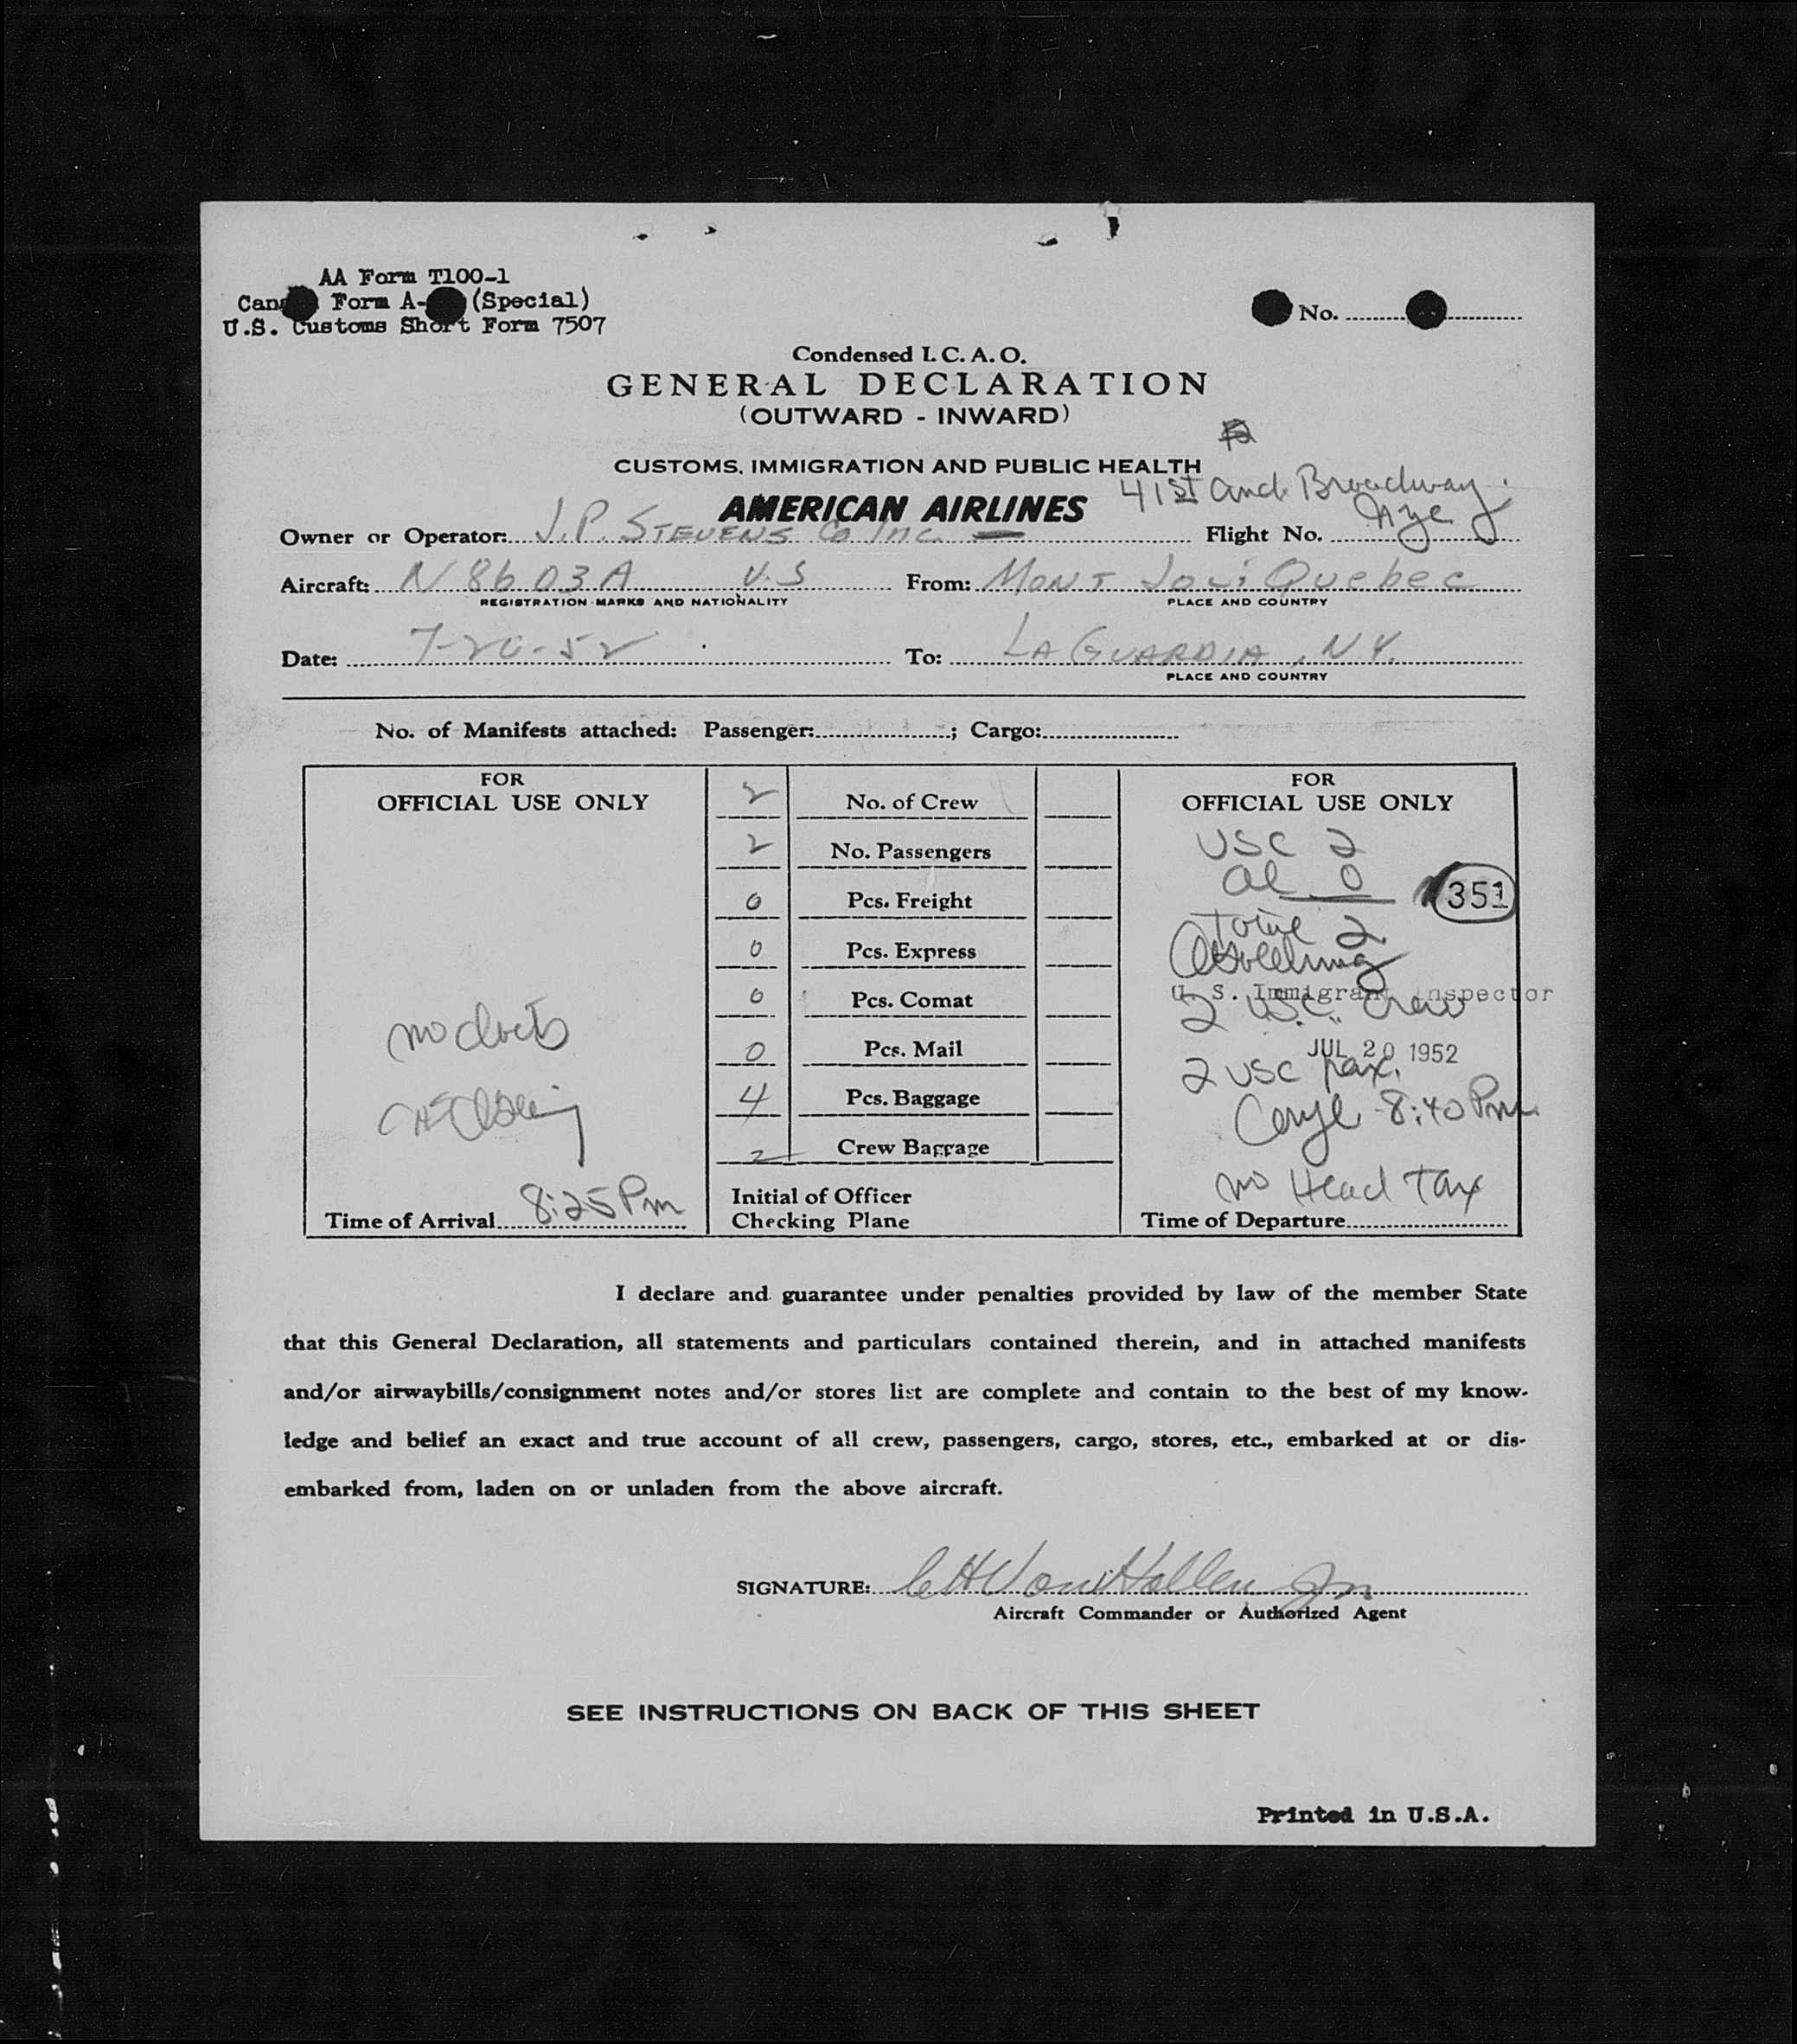 AA Form T100-1
Form A- (Special)
U.S. Customs Short Form 7507
No.
Condensed I.C.A.O.
GENERAL DECLARATION
(OUTWARD - INWARD)
CUSTOMS, IMMIGRATION AND PUBLIC HEALTH
AMERICAN AIRLINES 41st and Broadway
Owner or Operator: J.P. STEVENS Co Inc. Flight No. nyc
Aircraft: N8603A U.S From: MONT Joli Quebec
REGISTRATION MARKS AND NATIONALITY PLACE AND COUNTRY
Date: 7-20-52 To: LA GUARDIA, N.Y.
PLACE AND COUNTRY
No. of Manifests attached: Passenger: ; Cargo:
FOR
OFFICIAL USE ONLY
no docts
Time of Arrival 8:25 Pm
2 No. of Crew
2 No. Passengers
0 Pcs. Freight
0 Pcs. Express
0 Pcs. Comat
0 Pcs. Mail
4 Pcs. Baggage
2 Crew Baggage
Initial of Officer
Checking Plane
FOR
OFFICIAL USE ONLY
USC 2
al 0
351
Total 2
U. S. Immigrant Inspector
2 USC. Crew
JUL 20 1952
2 USC pax.
8:40 Pm
no Head Tax
Time of Departure
I declare and guarantee under penalties provided by law of the member State
that this General Declaration, all statements and particulars contained therein, and in attached manifests
and/or airwaybills/consignment notes and/or stores list are complete and contain to the best of my know-
ledge and belief an exact and true account of all crew, passengers, cargo, stores, etc., embarked at or dis-
embarked from, laden on or unladen from the above aircraft.
SIGNATURE: C H Von Hollen Jr
Aircraft Commander or Authorized Agent
SEE INSTRUCTIONS ON BACK OF THIS SHEET
Printed in U.S.A.